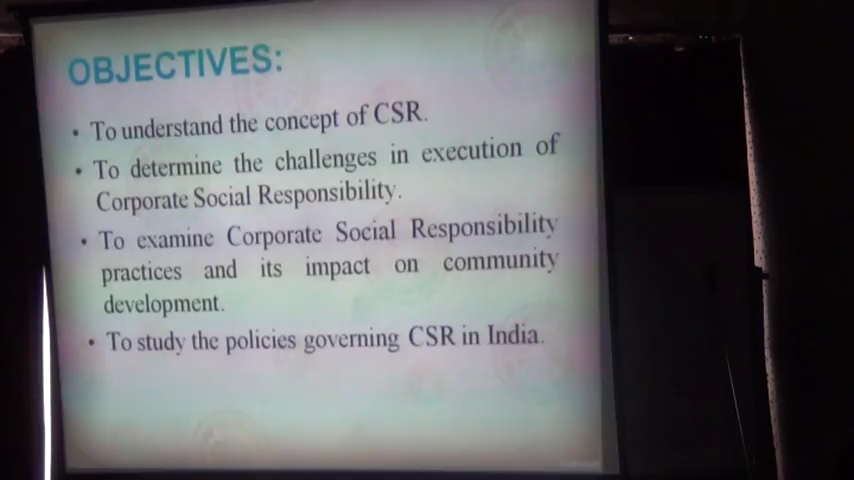 OBJECTIVES:
• To understand the concept of CSR.
• To determine the challenges in execution of
Corporate Social Responsibility.
• To examine Corporate Social Responsibility
practices and its impact on community
development.
• To study the policies governing CSR in India.